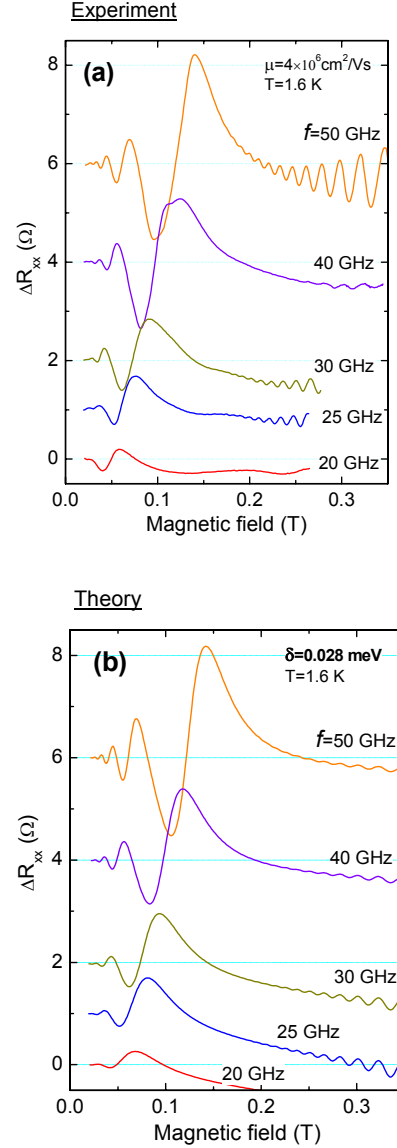 Experiment
(a)
μ=4×10⁶cm²/Vs
T=1.6 K
f=50 GHz
40 GHz
30 GHz
25 GHz
20 GHz
8
6
4
2
0
ΔRxx (Ω)
0.0 0.1 0.2 0.3
Magnetic field (T)
Theory
(b)
δ=0.028 meV
T=1.6 K
f=50 GHz
40 GHz
30 GHz
25 GHz
20 GHz
8
6
4
2
0
ΔRxx (Ω)
0.0 0.1 0.2 0.3
Magnetic field (T)